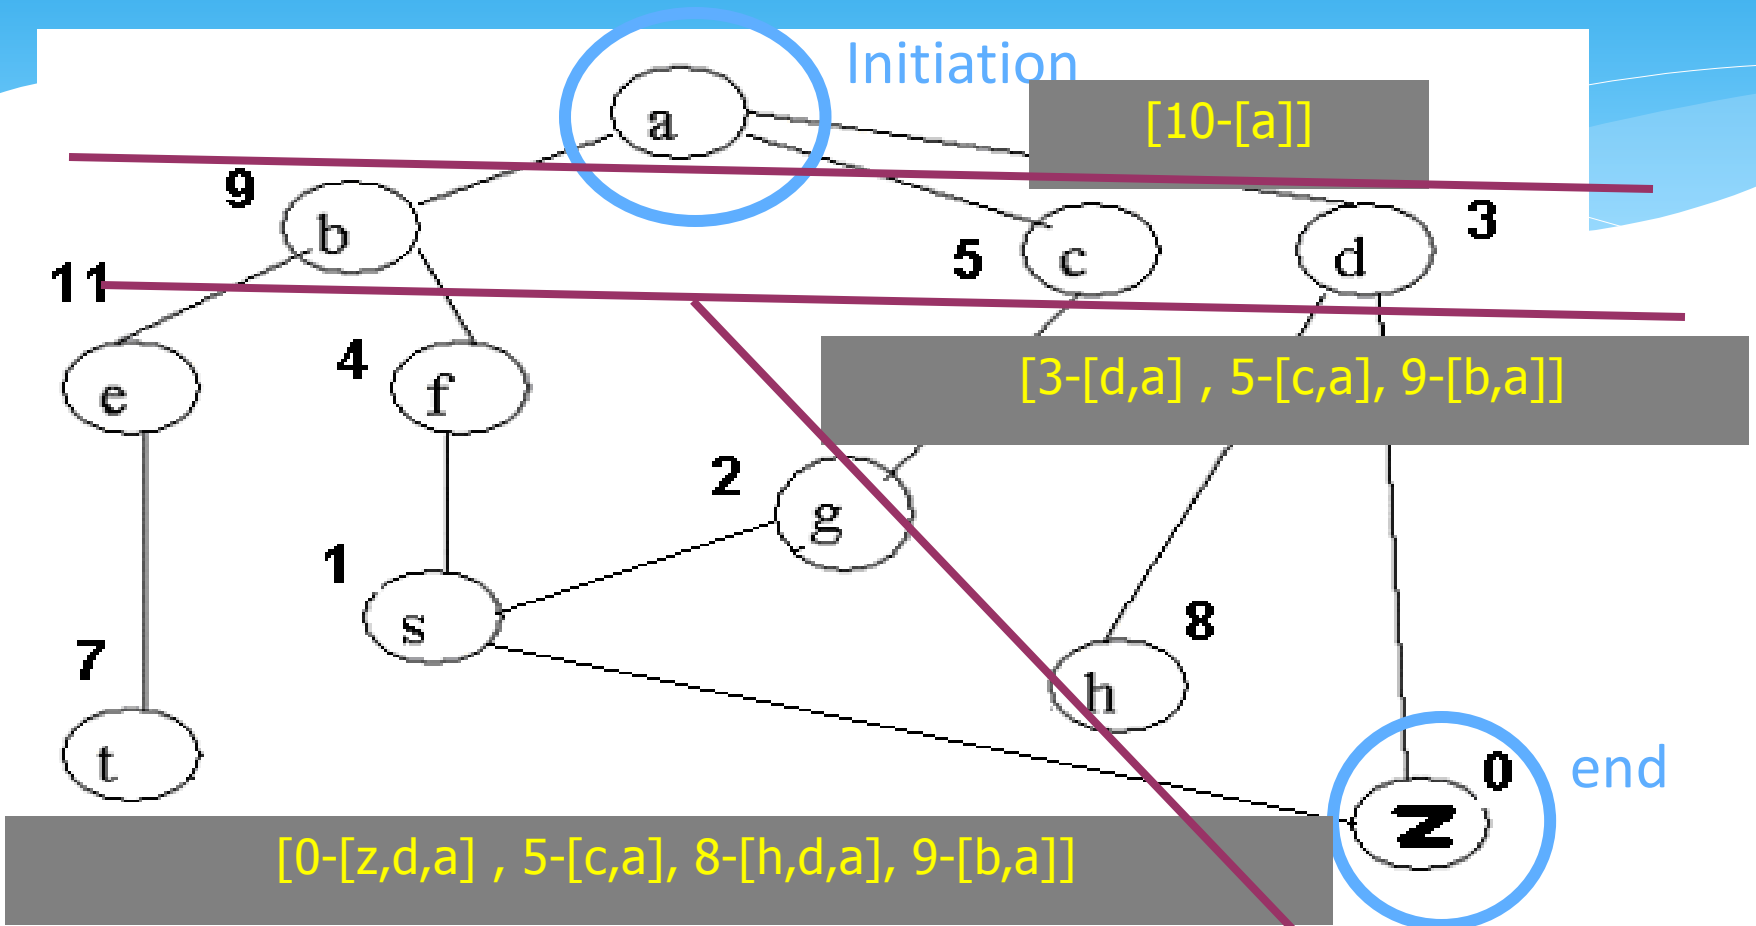 Initiation
a
[10-[a]]
9
b
5
c
d
3
11
e
4
f
[3-[d,a] , 5-[c,a], 9-[b,a]]
2
g
1
s
8
h
7
t
0
end
z
[0-[z,d,a] , 5-[c,a], 8-[h,d,a], 9-[b,a]]